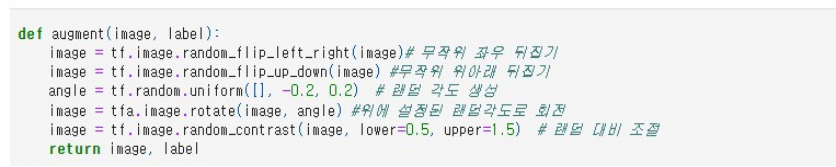 def augment(image, label):
image = tf.image.random_flip_left_right(image)# 무작위 좌우 뒤집기
image = tf.image.random_flip_up_down(image) #무작위 위아래 뒤집기
angle = tf.random.uniform([], -0.2, 0.2)  # 랜덤 각도 생성
image = tfa.image.rotate(image, angle) #위에 설정된 랜덤각도로 회전
image = tf.image.random_contrast(image, lower=0.5, upper=1.5)  # 랜덤 대비 조절
return image, label